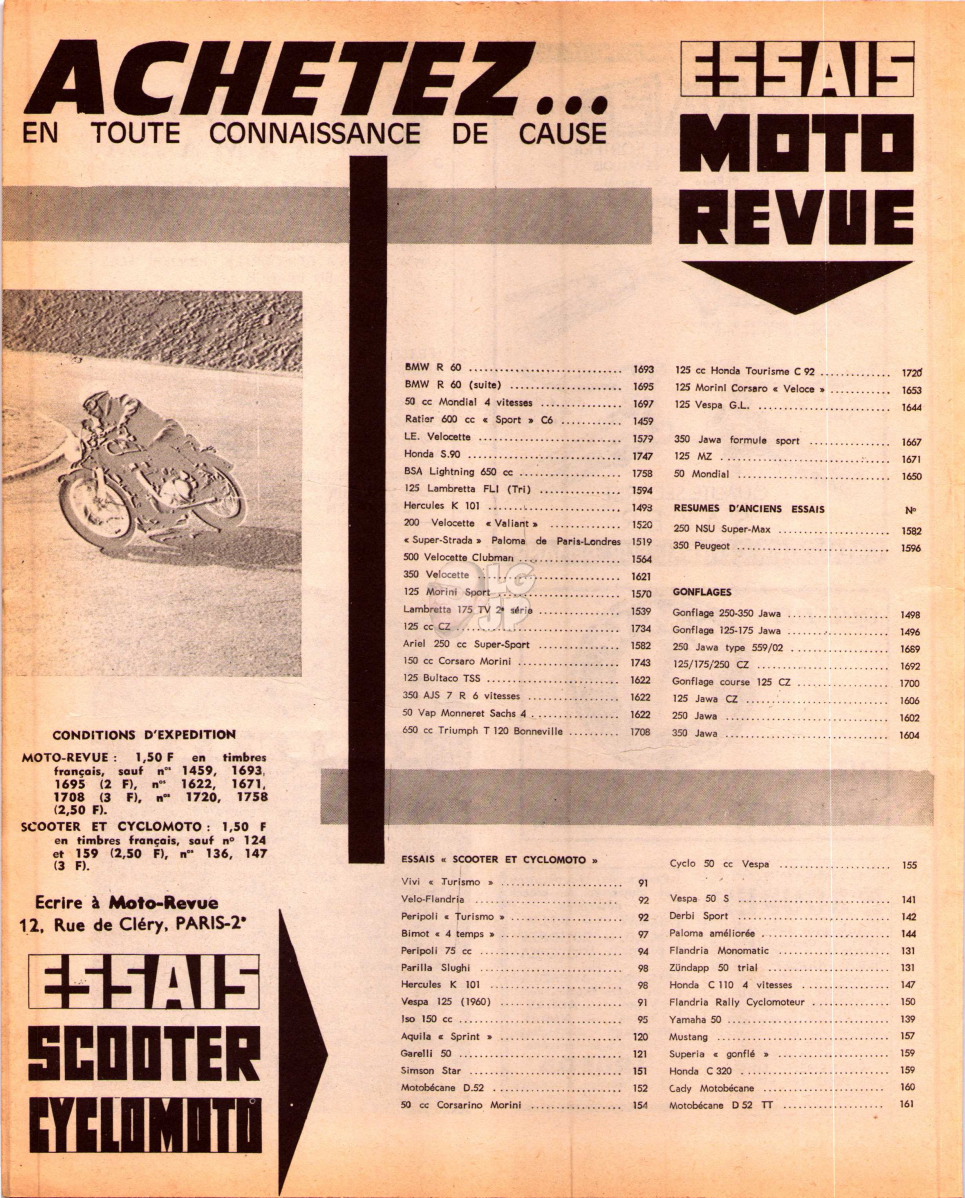 ACHETEZ...
EN TOUTE CONNAISSANCE DE CAUSE
ESSAIS
MOTO
REVUE
BMW R 60 ........ 1693
BMW R 60 (suite) ........ 1695
50 cc Mondial 4 vitesses ........ 1697
Ratier 600 cc « Sport » C6 ........ 1459
LE. Velocette ........ 1579
Honda S.90 ........ 1747
BSA Lightning 650 cc ........ 1758
125 Lambretta FLI (Tri) ........ 1594
Hercules K 101 ........ 1493
200 Velocette « Valiant » ........ 1520
« Super-Strada » Paloma de Paris-Londres 1519
500 Velocette Clubman ........ 1564
350 Velocette ........ 1621
125 Morini Sport ........ 1570
Lambretta 175 TV 2e série ........ 1539
125 cc CZ ........ 1734
Ariel 250 cc Super-Sport ........ 1582
150 cc Corsaro Morini ........ 1743
125 Bultaco TSS ........ 1622
350 AJS 7 R 6 vitesses ........ 1622
50 Vap Monneret Sachs 4 ........ 1622
650 cc Triumph T 120 Bonneville ........ 1708
125 cc Honda Tourisme C 92 ........ 1720
125 Morini Corsaro « Veloce » ........ 1653
125 Vespa G.L. ........ 1644
350 Jawa formule sport ........ 1667
125 MZ ........ 1671
50 Mondial ........ 1650
RESUMES D'ANCIENS ESSAIS No
250 NSU Super-Max ........ 1582
350 Peugeot ........ 1596
GONFLAGES
Gonflage 250-350 Jawa ........ 1498
Gonflage 125-175 Jawa ........ 1496
250 Jawa type 559/02 ........ 1689
125/175/250 CZ ........ 1692
Gonflage course 125 CZ ........ 1700
125 Jawa CZ ........ 1606
250 Jawa ........ 1602
350 Jawa ........ 1604
LG
JP
CONDITIONS D'EXPEDITION
MOTO-REVUE : 1,50 F en timbres
français, sauf nos 1459, 1693,
1695 (2 F), nos 1622, 1671,
1708 (3 F), nos 1720, 1758
(2,50 F).
SCOOTER ET CYCLOMOTO : 1,50 F
en timbres français, sauf no 124
et 159 (2,50 F), nos 136, 147
(3 F).
Ecrire à Moto-Revue
12, Rue de Cléry, PARIS-2e
ESSAIS
SCOOTER
CYCLOMOTO
ESSAIS « SCOOTER ET CYCLOMOTO »
Vivi « Turismo » ........ 91
Velo-Flandria ........ 92
Peripoli « Turismo » ........ 92
Bimot « 4 temps » ........ 97
Peripoli 75 cc ........ 94
Parilla Slughi ........ 98
Hercules K 101 ........ 98
Vespa 125 (1960) ........ 91
Iso 150 cc ........ 95
Aquila « Sprint » ........ 120
Garelli 50 ........ 121
Simson Star ........ 151
Motobécane D.52 ........ 152
50 cc Corsarino Morini ........ 154
Cyclo 50 cc Vespa ........ 155
Vespa 50 S ........ 141
Derbi Sport ........ 142
Paloma améliorée ........ 144
Flandria Monomatic ........ 131
Zündapp 50 trial ........ 131
Honda C 110 4 vitesses ........ 147
Flandria Rally Cyclomoteur ........ 150
Yamaha 50 ........ 139
Mustang ........ 157
Superia « gonflé » ........ 159
Honda C 320 ........ 159
Cady Motobécane ........ 160
Motobécane D 52 TT ........ 161